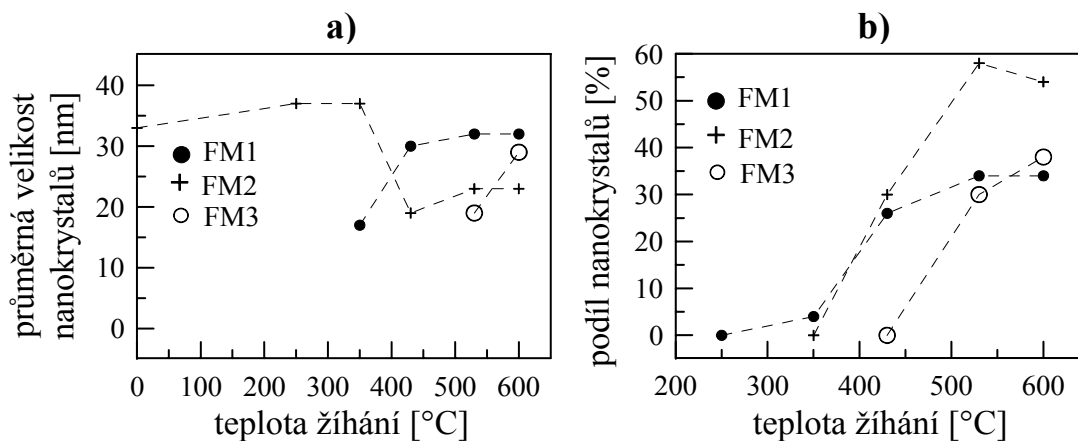 a)
průměrná velikost
nanokrystalů [nm]
40
30
20
10
0
FM1
FM2
FM3
0 100 200 300 400 500 600
teplota žíhání [°C]
b)
podíl nanokrystalů [%]
60
50
40
30
20
10
0
FM1
FM2
FM3
200 300 400 500 600
teplota žíhání [°C]